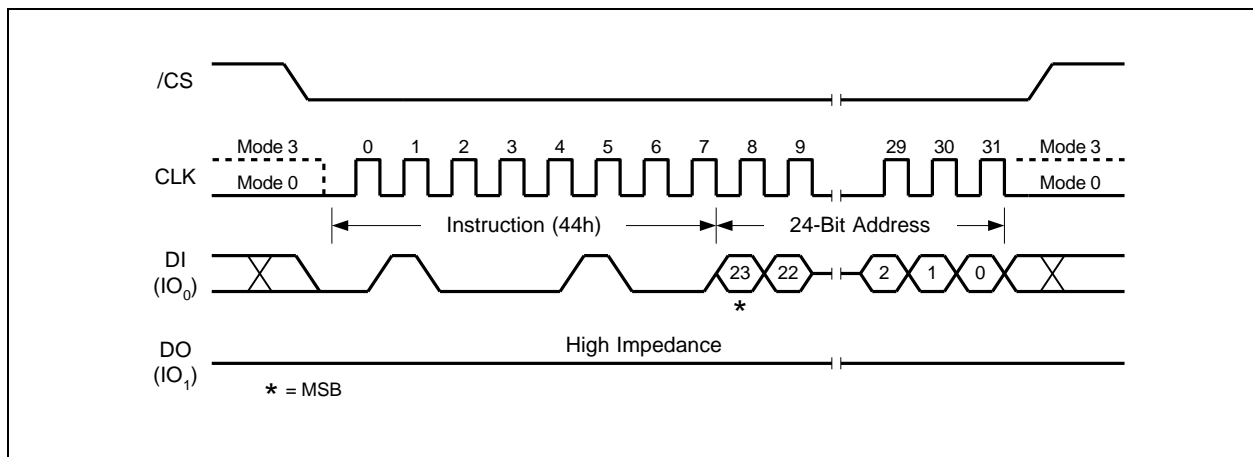 /CS
Mode 3 0 1 2 3 4 5 6 7 8 9 29 30 31 Mode 3
CLK Mode 0 Mode 0
Instruction (44h) 24-Bit Address
DI
(IO₀) 23 22 2 1 0
*
DO High Impedance
(IO₁)
* = MSB